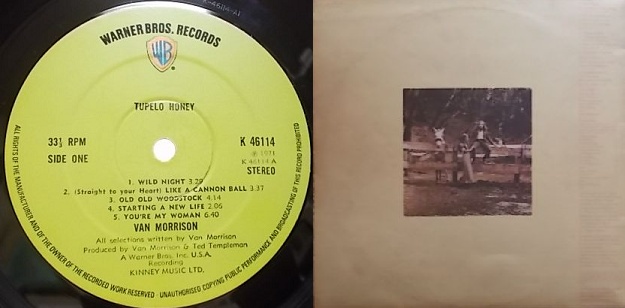 K-46114-A1
WARNER BROS. RECORDS
WB
TUPELO HONEY
33⅓ RPM
SIDE ONE
K 46114
℗ 1971
K 46114 A
STEREO
1. WILD NIGHT 3.29
2. (Straight to your Heart) LIKE A CANNON BALL 3.37
3. OLD OLD WOODSTOCK 4.14
4. STARTING A NEW LIFE 2.06
5. YOU'RE MY WOMAN 6.40
VAN MORRISON
All selections written by Van Morrison
Produced by Van Morrison & Ted Templeman
A Warner Bros. Inc. U.S.A.
Recording
KINNEY MUSIC LTD.
ALL RIGHTS OF THE MANUFACTURER AND OF THE OWNER OF THE RECORDED WORK RESERVED · UNAUTHORISED COPYING PUBLIC PERFORMANCE AND BROADCASTING OF THIS RECORD PROHIBITED